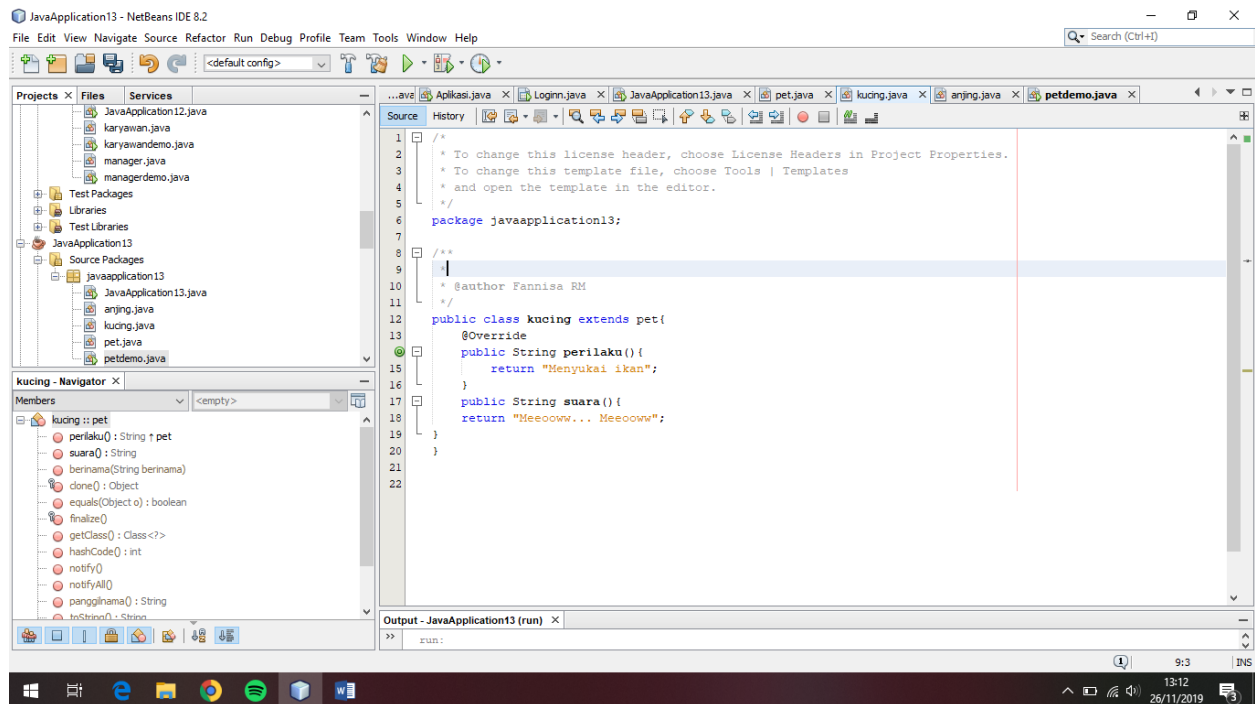 JavaApplication13 - NetBeans IDE 8.2
File Edit View Navigate Source Refactor Run Debug Profile Team Tools Window Help
Search (Ctrl+I)
<default config>
Projects Files Services
JavaApplication12.java
karyawan.java
karyawandemo.java
manager.java
managerdemo.java
Test Packages
Libraries
Test Libraries
JavaApplication13
Source Packages
javaapplication13
JavaApplication13.java
anjing.java
kucing.java
pet.java
petdemo.java
kucing - Navigator
Members
<empty>
kucing :: pet
perilaku() : String ↑ pet
suara() : String
berinama(String berinama)
clone() : Object
equals(Object o) : boolean
finalize()
getClass() : Class<?>
hashCode() : int
notify()
notifyAll()
panggilnama() : String
toString() : String
...ava Aplikasi.java Loginn.java JavaApplication13.java pet.java kucing.java anjing.java petdemo.java
Source History
1 /*
2 * To change this license header, choose License Headers in Project Properties.
3 * To change this template file, choose Tools | Templates
4 * and open the template in the editor.
5 */
6 package javaapplication13;
7
8 /**
9 *
10 * @author Fannisa RM
11 */
12 public class kucing extends pet{
13 @Override
public String perilaku(){
15 return "Menyukai ikan";
16 }
17 public String suara(){
18 return "Meeooww... Meeooww";
19 }
20 }
21
22
Output - JavaApplication13 (run)
run:
1
9:3
INS
13:12
26/11/2019
3